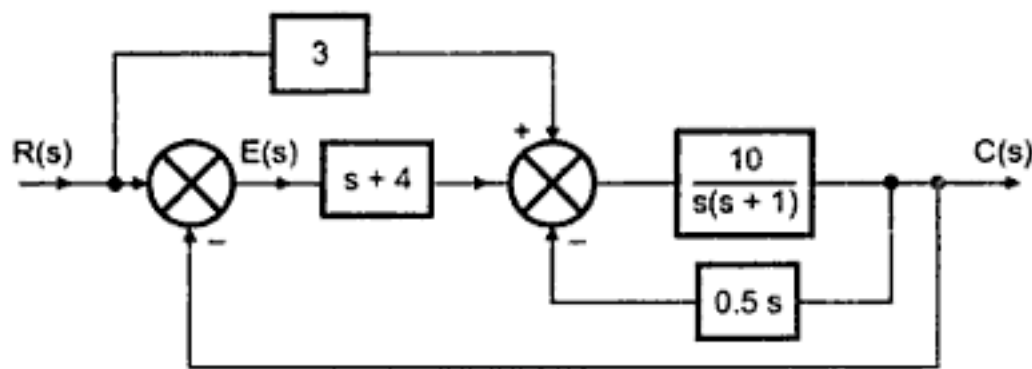 3
+
R(s)
E(s)
s + 4
10
s(s + 1)
C(s)
−
−
0.5 s